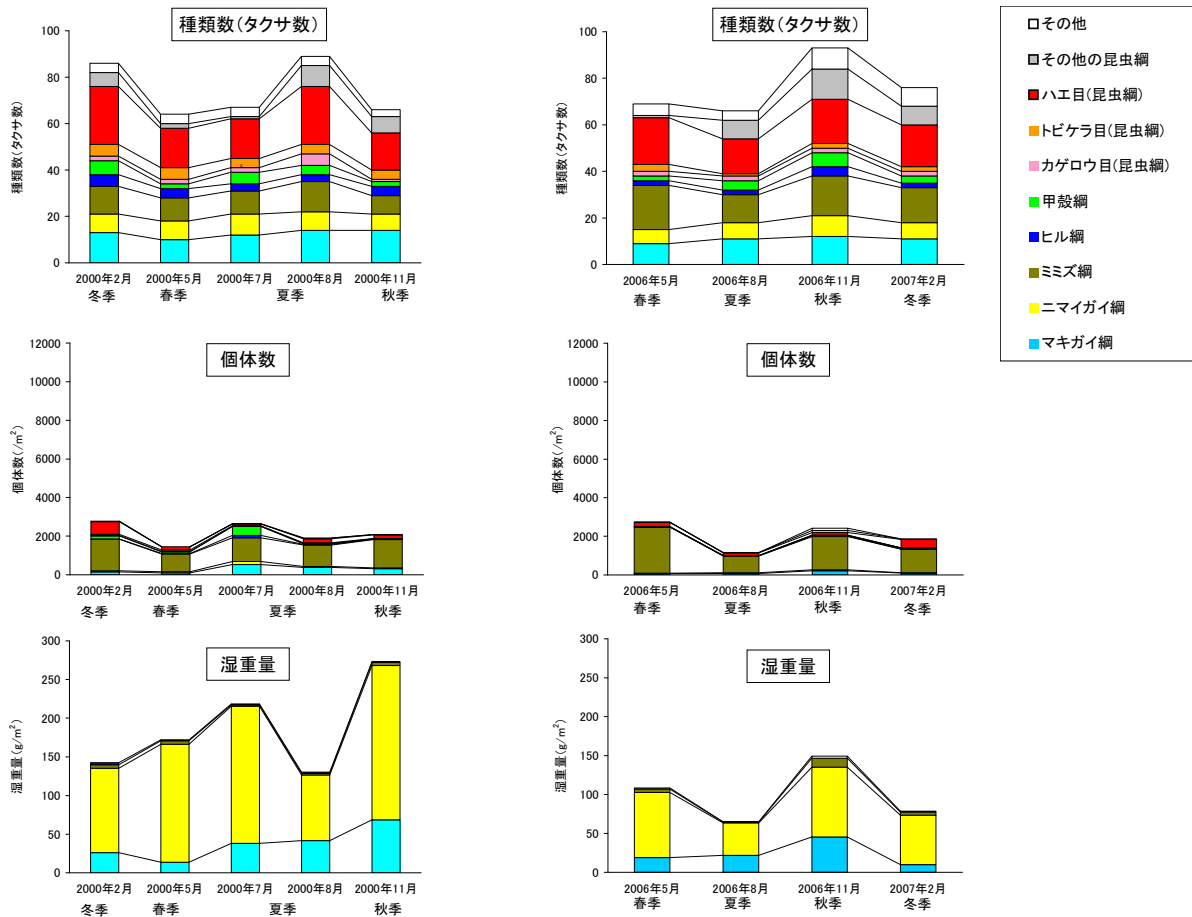 種類数(タクサ数)
種類数(タクサ数)
100
80
60
40
20
0
2000年2月 2000年5月 2000年7月 2000年8月 2000年11月
冬季 春季 夏季 秋季
種類数(タクサ数)
種類数(タクサ数)
100
80
60
40
20
0
2006年5月 2006年8月 2006年11月 2007年2月
春季 夏季 秋季 冬季
その他
その他の昆虫綱
ハエ目(昆虫綱)
トビケラ目(昆虫綱)
カゲロウ目(昆虫綱)
甲殻綱
ヒル綱
ミミズ綱
ニマイガイ綱
マキガイ綱
個体数
個体数(/m²)
12000
10000
8000
6000
4000
2000
0
2000年2月 2000年5月 2000年7月 2000年8月 2000年11月
冬季 春季 夏季 秋季
個体数
個体数(/m²)
12000
10000
8000
6000
4000
2000
0
2006年5月 2006年8月 2006年11月 2007年2月
春季 夏季 秋季 冬季
湿重量
湿重量(g/m²)
300
250
200
150
100
50
0
2000年2月 2000年5月 2000年7月 2000年8月 2000年11月
冬季 春季 夏季 秋季
湿重量
湿重量(g/m²)
300
250
200
150
100
50
0
2006年5月 2006年8月 2006年11月 2007年2月
春季 夏季 秋季 冬季